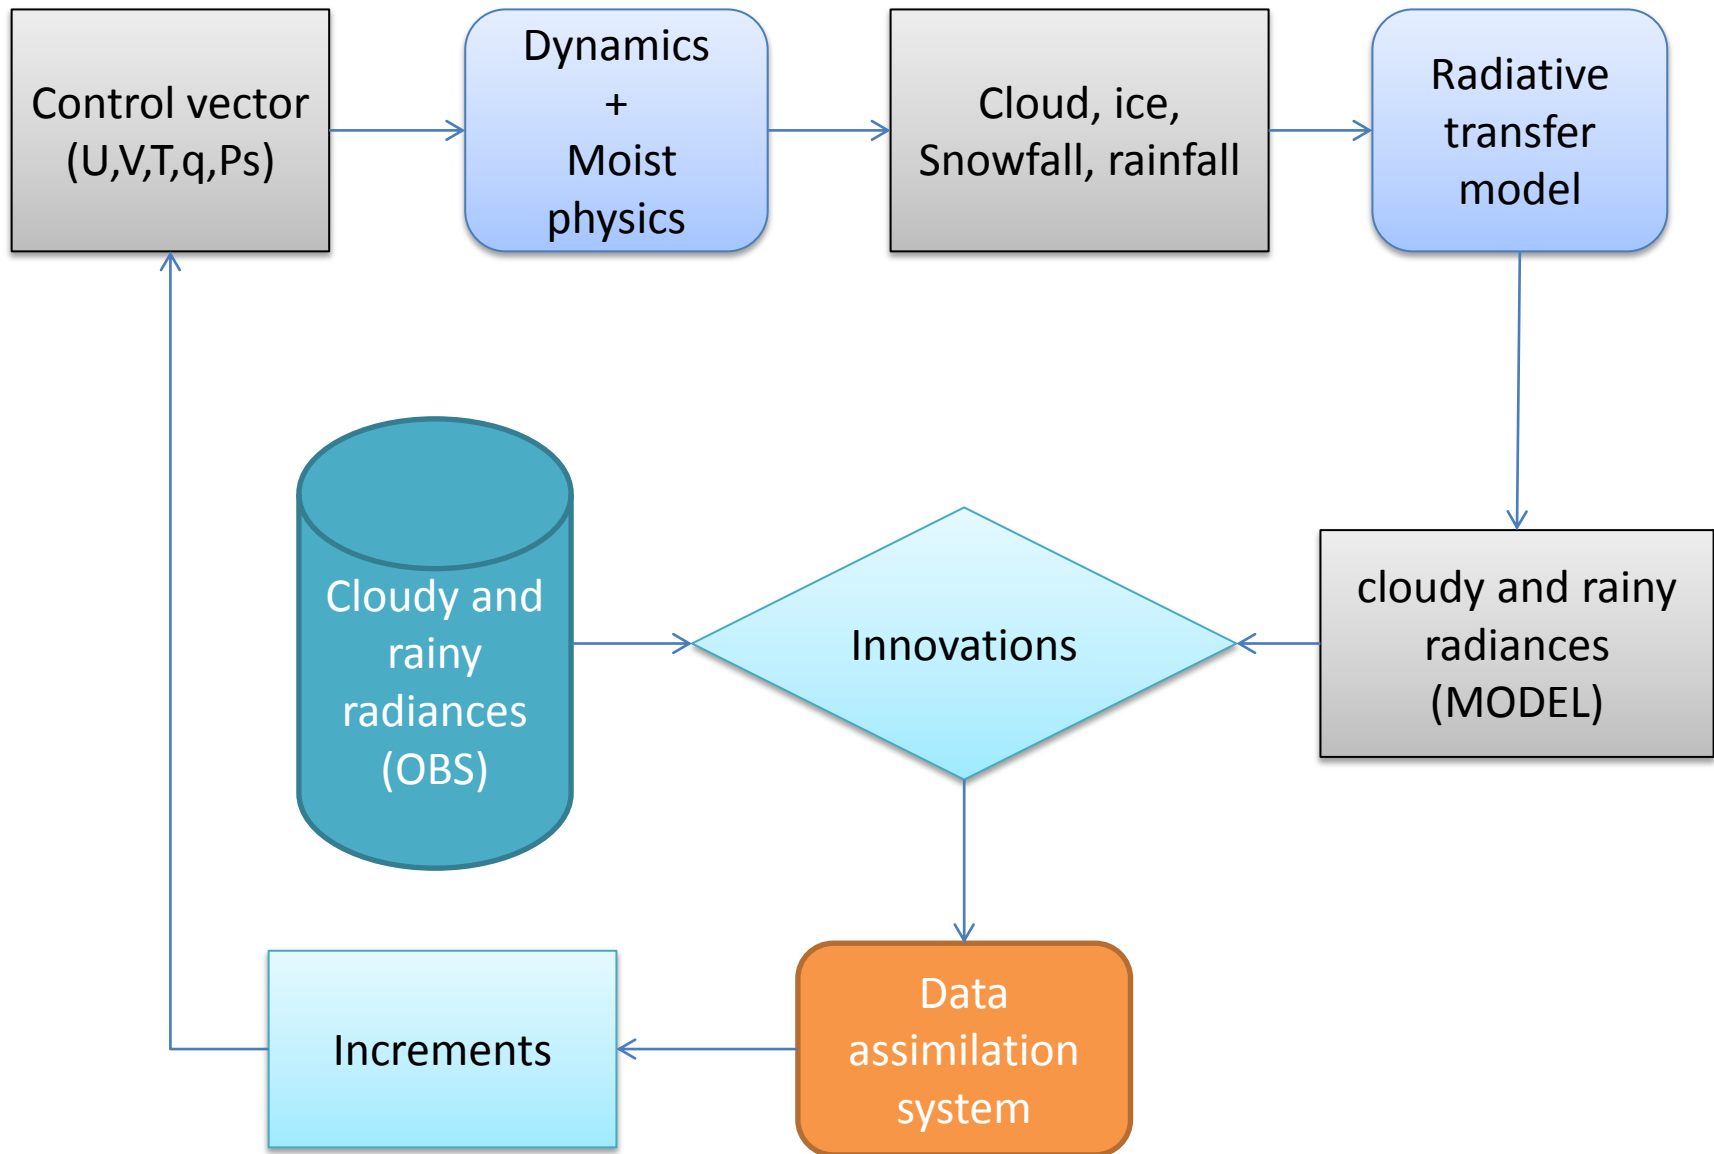 Control vector
(U,V,T,q,Ps)
Dynamics
+
Moist
physics
Cloud, ice,
Snowfall, rainfall
Radiative
transfer
model
Cloudy and
rainy
radiances
(OBS)
Innovations
cloudy and rainy
radiances
(MODEL)
Increments
Data
assimilation
system